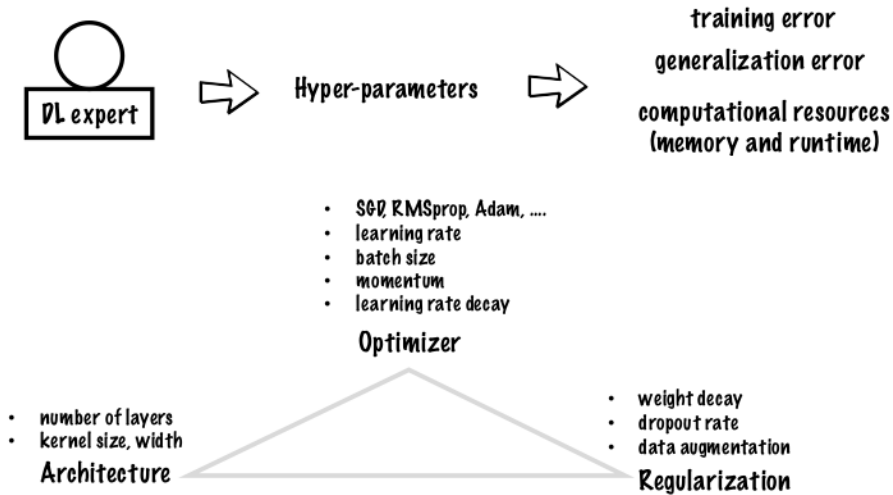 DL expert
Hyper-parameters
training error
generalization error
computational resources
(memory and runtime)
• SGD, RMSprop, Adam, ....
• learning rate
• batch size
• momentum
• learning rate decay
Optimizer
• number of layers
• kernel size, width
Architecture
• weight decay
• dropout rate
• data augmentation
Regularization